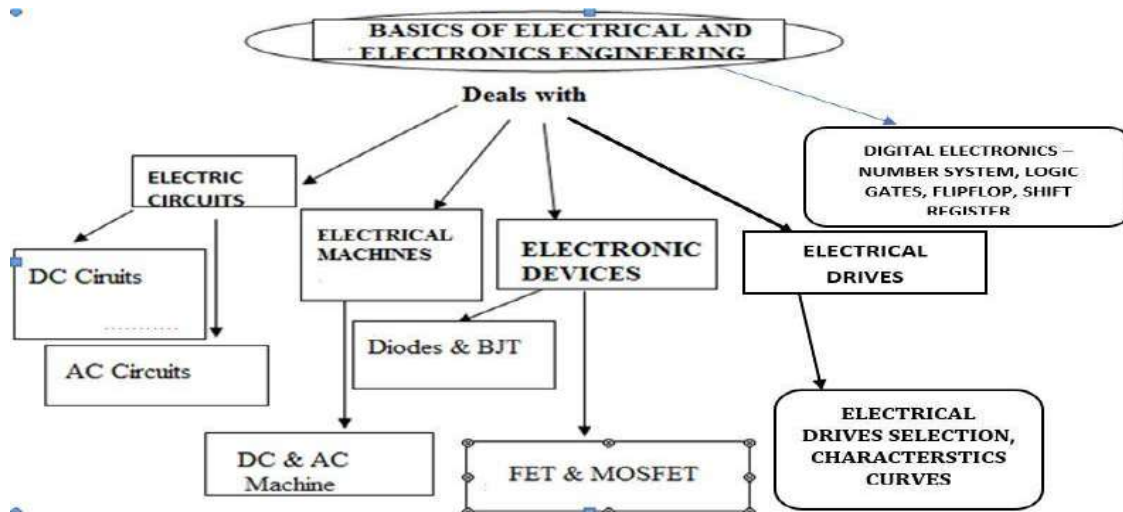 BASICS OF ELECTRICAL AND
ELECTRONICS ENGINEERING
Deals with
DIGITAL ELECTRONICS –
NUMBER SYSTEM, LOGIC
GATES, FLIPFLOP, SHIFT
REGISTER
ELECTRIC
CIRCUITS
ELECTRICAL
MACHINES
ELECTRONIC
DEVICES
ELECTRICAL
DRIVES
DC Ciruits
Diodes & BJT
AC Circuits
ELECTRICAL
DRIVES SELECTION,
CHARACTERSTICS
CURVES
DC & AC
Machine
FET & MOSFET